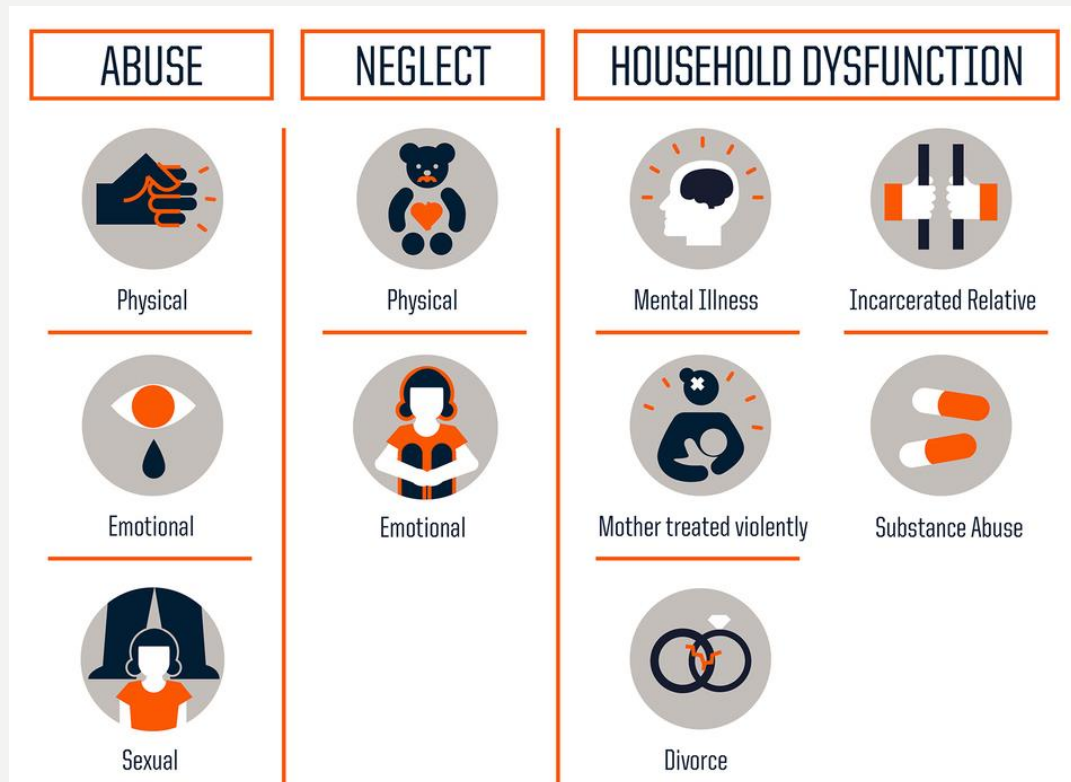 ABUSE
Physical
Emotional
Sexual
NEGLECT
Physical
Emotional
HOUSEHOLD DYSFUNCTION
Mental Illness
Incarcerated Relative
Mother treated violently
Substance Abuse
Divorce